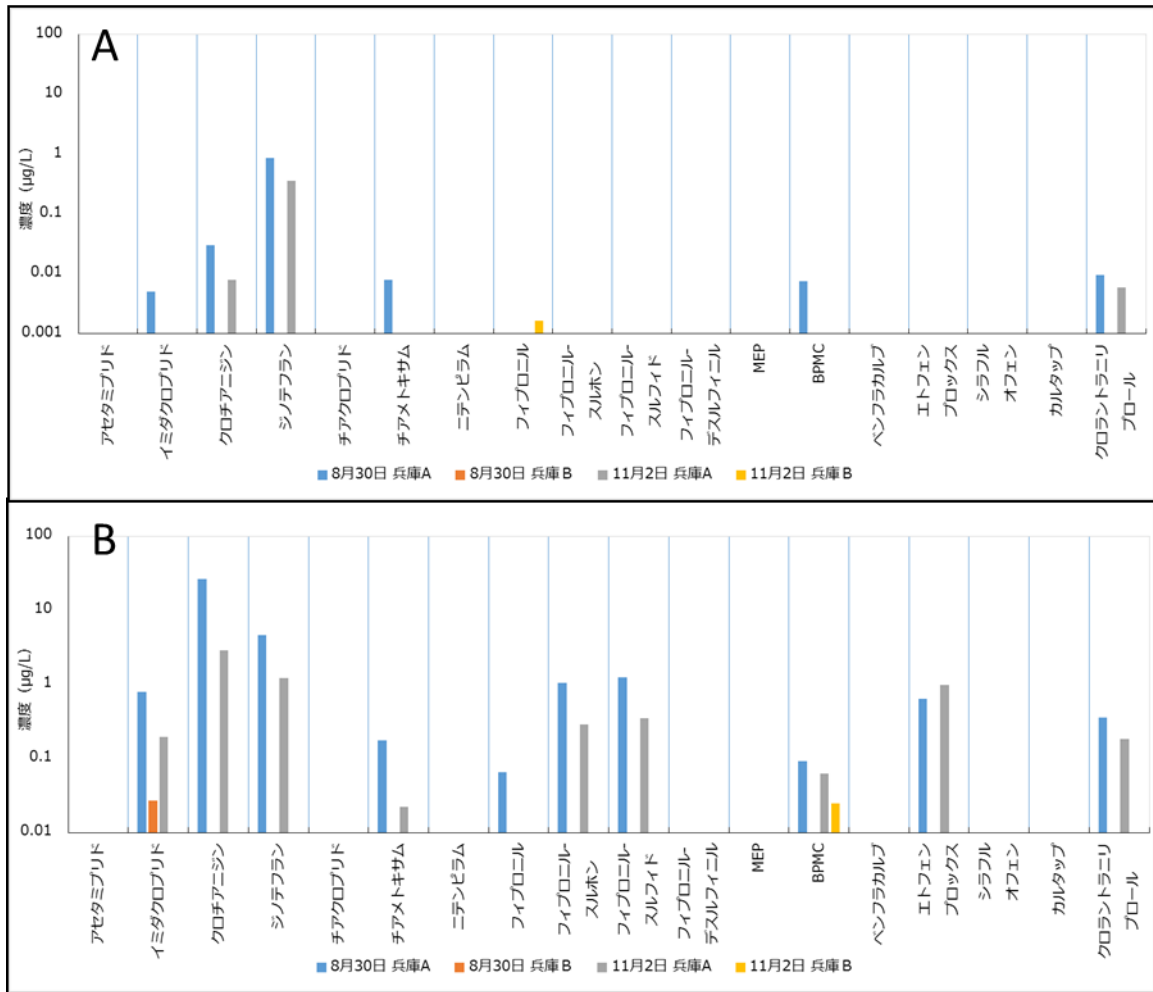 A
100
10
1
0.1
0.01
0.001
濃度（μg/L）
アセタミプリド
イミダクロプリド
クロチアニジン
ジノテフラン
チアクロプリド
チアメトキサム
ニテンピラム
フィプロニル
フィプロニル-
スルホン
フィプロニル-
スルフィド
フィプロニル-
デスルフィニル
MEP
BPMC
ベンフラカルブ
エトフェン
プロックス
シラフル
オフェン
カルタップ
クロラントラニリ
プロール
8月30日 兵庫A
8月30日 兵庫B
11月2日 兵庫A
11月2日 兵庫B
B
100
10
1
0.1
0.01
濃度（μg/L）
アセタミプリド
イミダクロプリド
クロチアニジン
ジノテフラン
チアクロプリド
チアメトキサム
ニテンピラム
フィプロニル
フィプロニル-
スルホン
フィプロニル-
スルフィド
フィプロニル-
デスルフィニル
MEP
BPMC
ベンフラカルブ
エトフェン
プロックス
シラフル
オフェン
カルタップ
クロラントラニリ
プロール
8月30日 兵庫A
8月30日 兵庫B
11月2日 兵庫A
11月2日 兵庫B